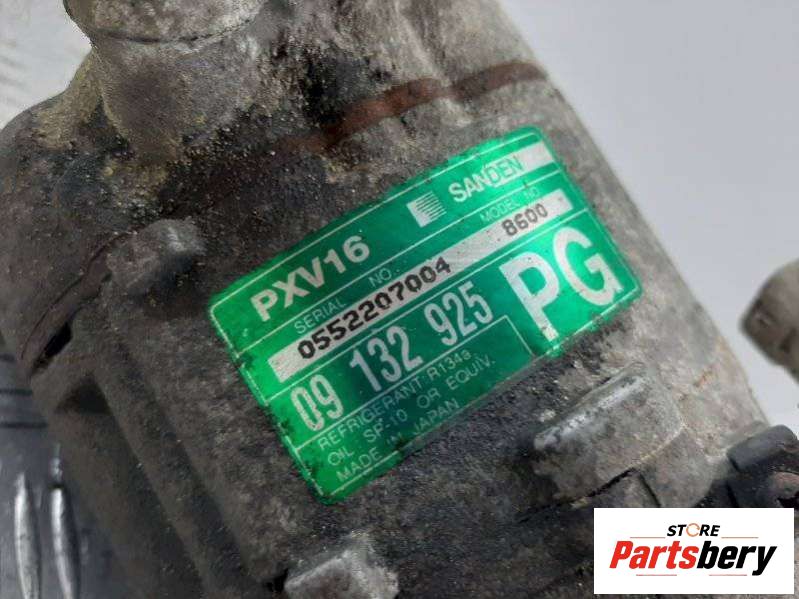 PXV16 SANDEN
SERIAL NO. MODEL NO.
0552207004 8600
09 132 925 PG
REFRIGERANT:R134a
OIL SP-10 OR EQUIV.
MADE IN JAPAN
STORE
Partsbery